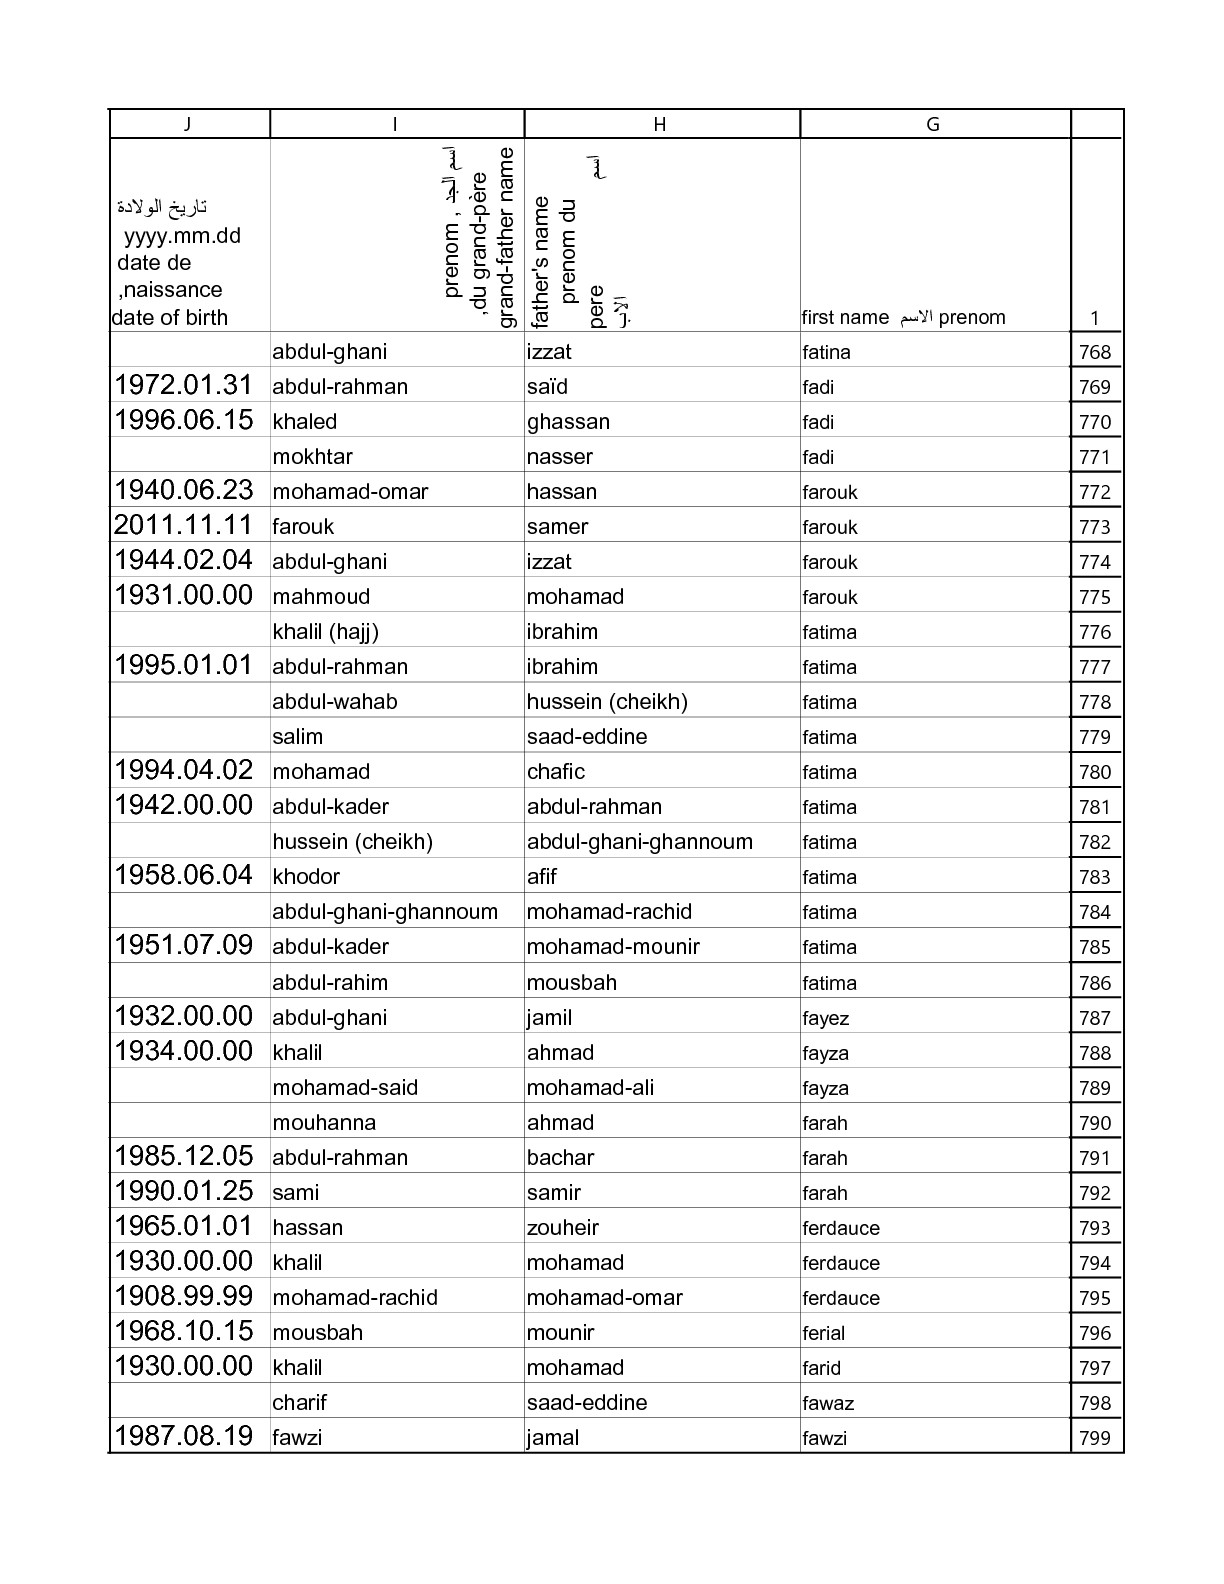 J I H G
تاريخ الولادة
yyyy.mm.dd
date de
,naissance
date of birth
prenom , اسم الجد
,du grand-père
grand-father name
father's name
prenom du
pere اسم
الاب
first name الاسم prenom 1
abdul-ghani izzat fatina 768
1972.01.31 abdul-rahman saïd fadi 769
1996.06.15 khaled ghassan fadi 770
mokhtar nasser fadi 771
1940.06.23 mohamad-omar hassan farouk 772
2011.11.11 farouk samer farouk 773
1944.02.04 abdul-ghani izzat farouk 774
1931.00.00 mahmoud mohamad farouk 775
khalil (hajj) ibrahim fatima 776
1995.01.01 abdul-rahman ibrahim fatima 777
abdul-wahab hussein (cheikh) fatima 778
salim saad-eddine fatima 779
1994.04.02 mohamad chafic fatima 780
1942.00.00 abdul-kader abdul-rahman fatima 781
hussein (cheikh) abdul-ghani-ghannoum fatima 782
1958.06.04 khodor afif fatima 783
abdul-ghani-ghannoum mohamad-rachid fatima 784
1951.07.09 abdul-kader mohamad-mounir fatima 785
abdul-rahim mousbah fatima 786
1932.00.00 abdul-ghani jamil fayez 787
1934.00.00 khalil ahmad fayza 788
mohamad-said mohamad-ali fayza 789
mouhanna ahmad farah 790
1985.12.05 abdul-rahman bachar farah 791
1990.01.25 sami samir farah 792
1965.01.01 hassan zouheir ferdauce 793
1930.00.00 khalil mohamad ferdauce 794
1908.99.99 mohamad-rachid mohamad-omar ferdauce 795
1968.10.15 mousbah mounir ferial 796
1930.00.00 khalil mohamad farid 797
charif saad-eddine fawaz 798
1987.08.19 fawzi jamal fawzi 799